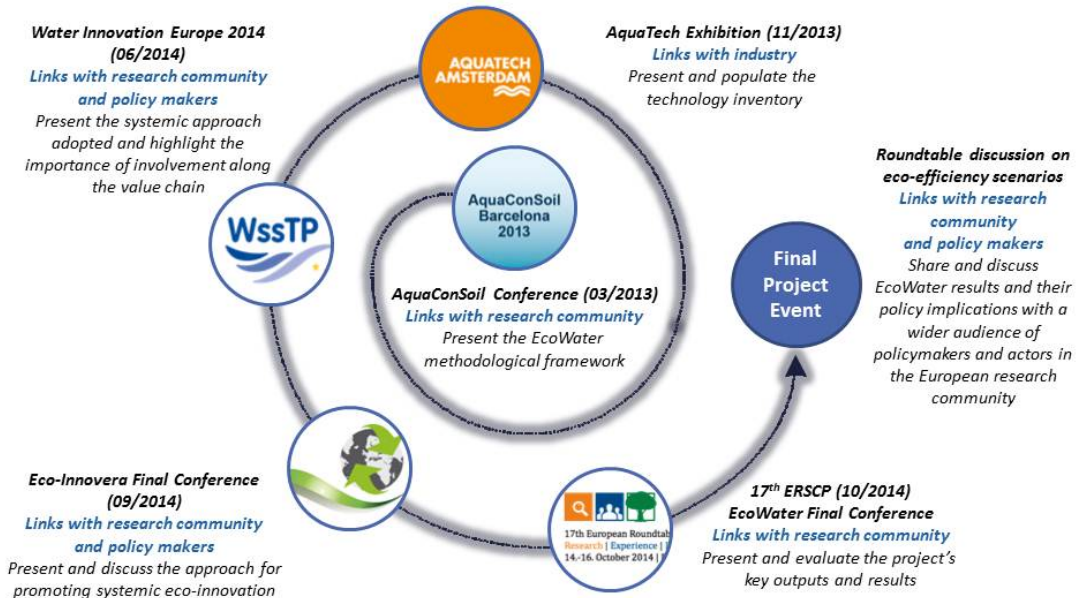 Water Innovation Europe 2014
(06/2014)
Links with research community
and policy makers
Present the systemic approach
adopted and highlight the
importance of involvement along
the value chain
AQUATECH
AMSTERDAM
AquaTech Exhibition (11/2013)
Links with industry
Present and populate the
technology inventory
WssTP
AquaConSoil
Barcelona
2013
AquaConSoil Conference (03/2013)
Links with research community
Present the EcoWater
methodological framework
Final
Project
Event
Roundtable discussion on
eco-efficiency scenarios
Links with research
community
and policy makers
Share and discuss
EcoWater results and their
policy implications with a
wider audience of
policymakers and actors in
the European research
community
Eco-Innovera Final Conference
(09/2014)
Links with research community
and policy makers
Present and discuss the approach for
promoting systemic eco-innovation
17th European Roundtab
Research | Experience |
14.-16. October 2014 |
17th ERSCP (10/2014)
EcoWater Final Conference
Links with research community
Present and evaluate the project's
key outputs and results